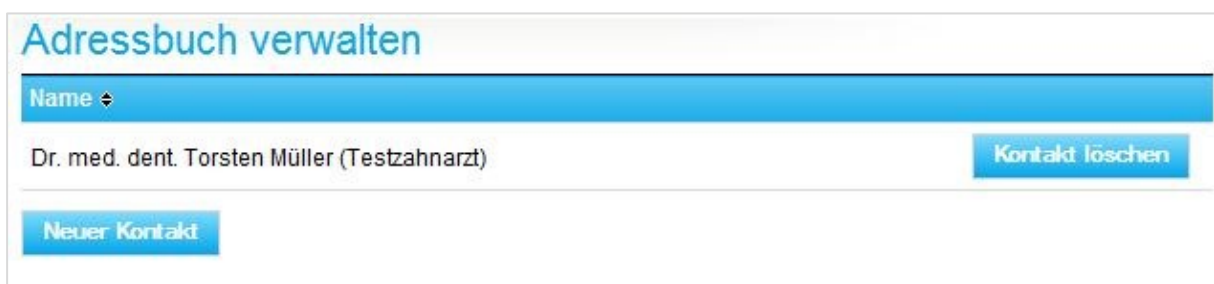 Adressbuch verwalten
Name
Dr. med. dent. Torsten Müller (Testzahnarzt)
Kontakt löschen
Neuer Kontakt